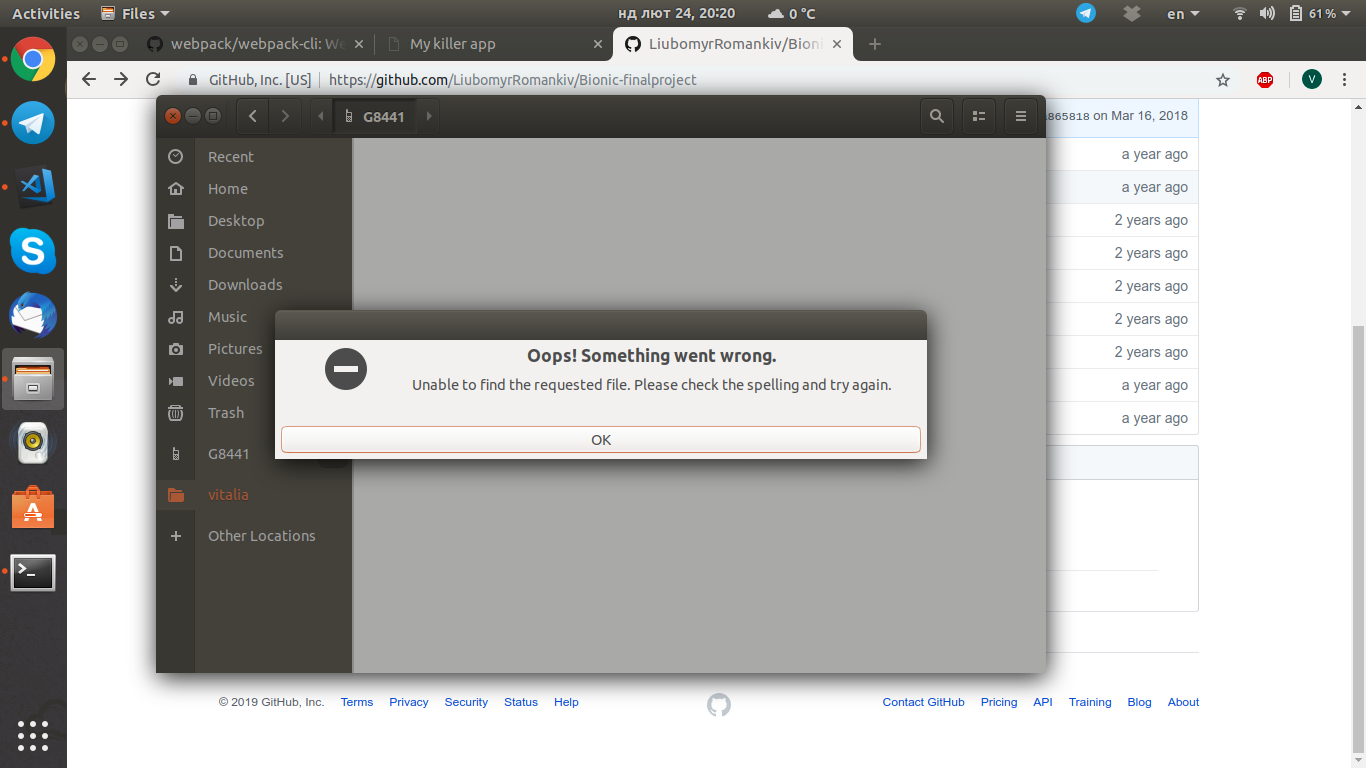 Activities Files нд лют 24, 20:20 0 °C en 61 %
webpack/webpack-cli: We My killer app LiubomyrRomankiv/Bioni
GitHub, Inc. [US] https://github.com/LiubomyrRomankiv/Bionic-finalproject ABP V
G8441
865818 on Mar 16, 2018
Recent
a year ago
Home
a year ago
Desktop
2 years ago
Documents
2 years ago
Downloads
2 years ago
Music
2 years ago
Pictures
2 years ago
Videos
a year ago
Trash
a year ago
G8441
vitalia
Other Locations
Oops! Something went wrong.
Unable to find the requested file. Please check the spelling and try again.
OK
© 2019 GitHub, Inc. Terms Privacy Security Status Help Contact GitHub Pricing API Training Blog About